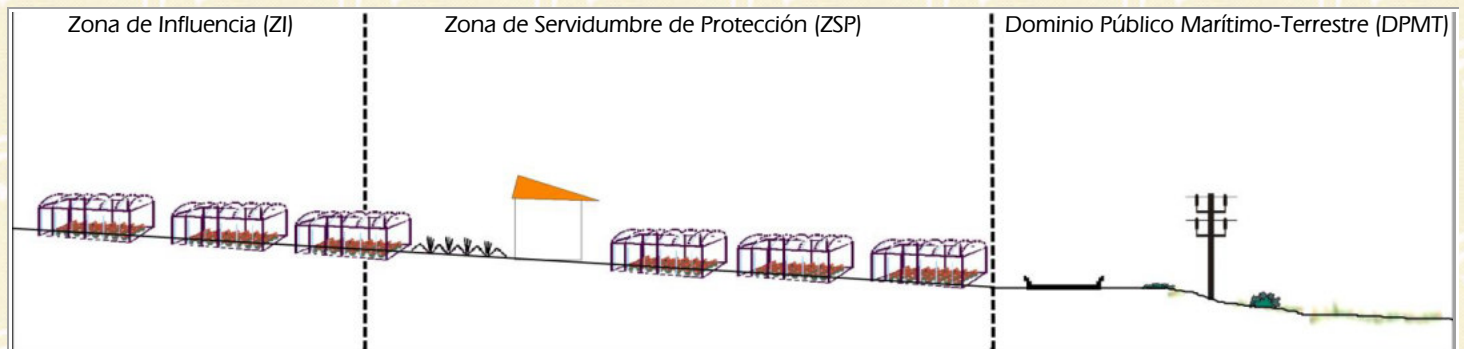 Zona de Influencia (ZI)
Zona de Servidumbre de Protección (ZSP)
Dominio Público Marítimo-Terrestre (DPMT)